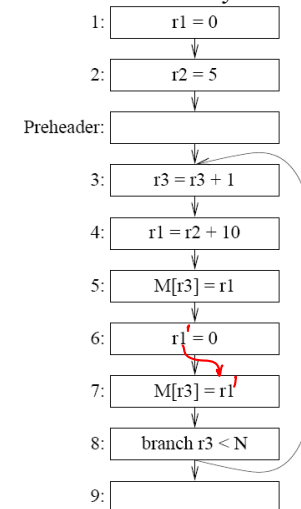 1: r1 = 0
2: r2 = 5
Preheader:
3: r3 = r3 + 1
4: r1 = r2 + 10
5: M[r3] = r1
6: r1' = 0
7: M[r3] = r1'
8: branch r3 < N
9: